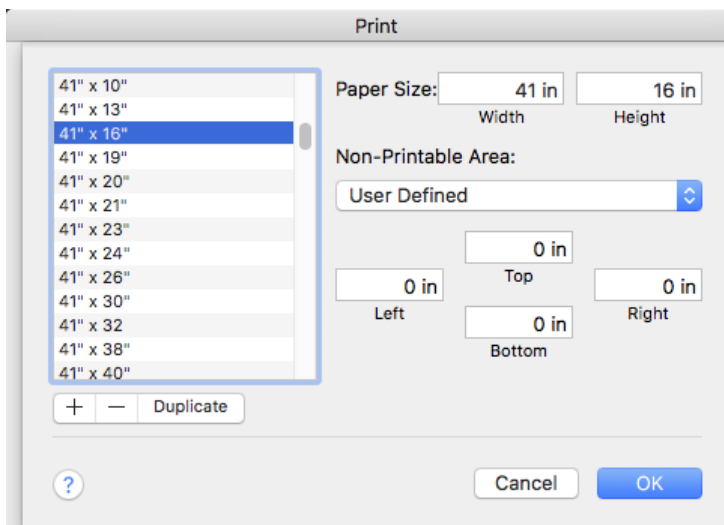 Print
41" x 10"
41" x 13"
41" x 16"
41" x 19"
41" x 20"
41" x 21"
41" x 23"
41" x 24"
41" x 26"
41" x 30"
41" x 32
41" x 38"
41" x 40"
+ − Duplicate
Paper Size: 41 in 16 in
Width Height
Non-Printable Area:
User Defined
0 in
Top
0 in 0 in
Left Right
0 in
Bottom
? Cancel OK